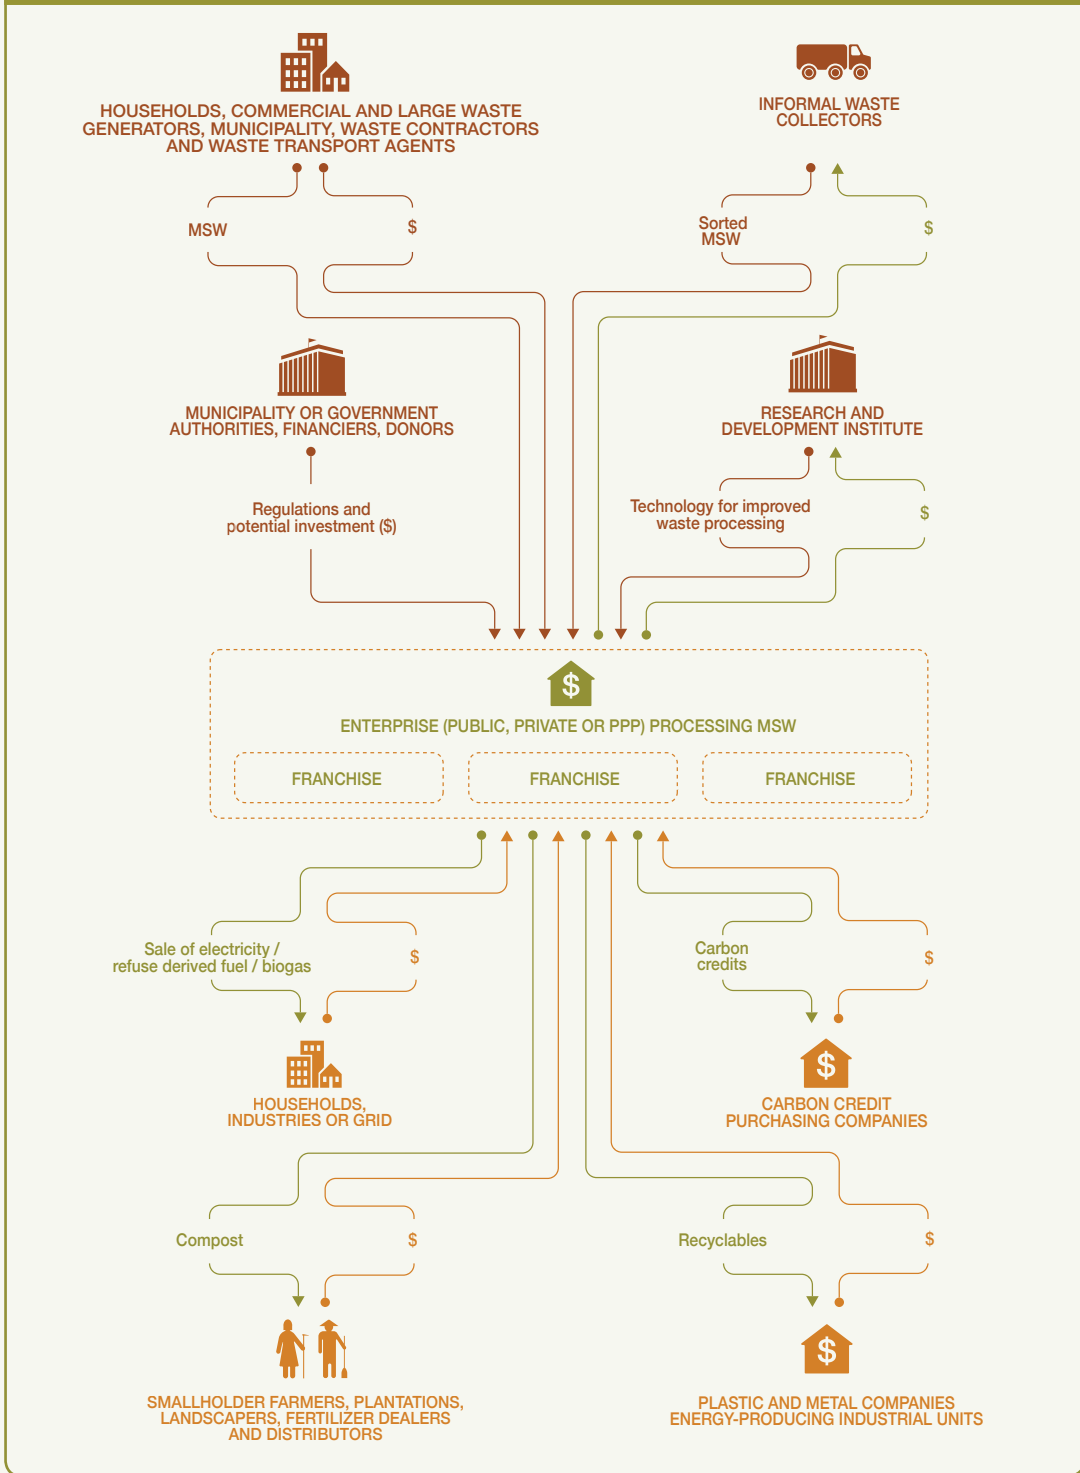 HOUSEHOLDS, COMMERCIAL AND LARGE WASTE
GENERATORS, MUNICIPALITY, WASTE CONTRACTORS
AND WASTE TRANSPORT AGENTS
INFORMAL WASTE
COLLECTORS
MSW
$
Sorted
MSW
$
MUNICIPALITY OR GOVERNMENT
AUTHORITIES, FINANCIERS, DONORS
RESEARCH AND
DEVELOPMENT INSTITUTE
Regulations and
potential investment ($)
Technology for improved
waste processing
$
$
ENTERPRISE (PUBLIC, PRIVATE OR PPP) PROCESSING MSW
FRANCHISE
FRANCHISE
FRANCHISE
Sale of electricity /
refuse derived fuel / biogas
$
Carbon
credits
$
HOUSEHOLDS,
INDUSTRIES OR GRID
$
CARBON CREDIT
PURCHASING COMPANIES
Compost
$
Recyclables
$
SMALLHOLDER FARMERS, PLANTATIONS,
LANDSCAPERS, FERTILIZER DEALERS
AND DISTRIBUTORS
$
PLASTIC AND METAL COMPANIES
ENERGY-PRODUCING INDUSTRIAL UNITS